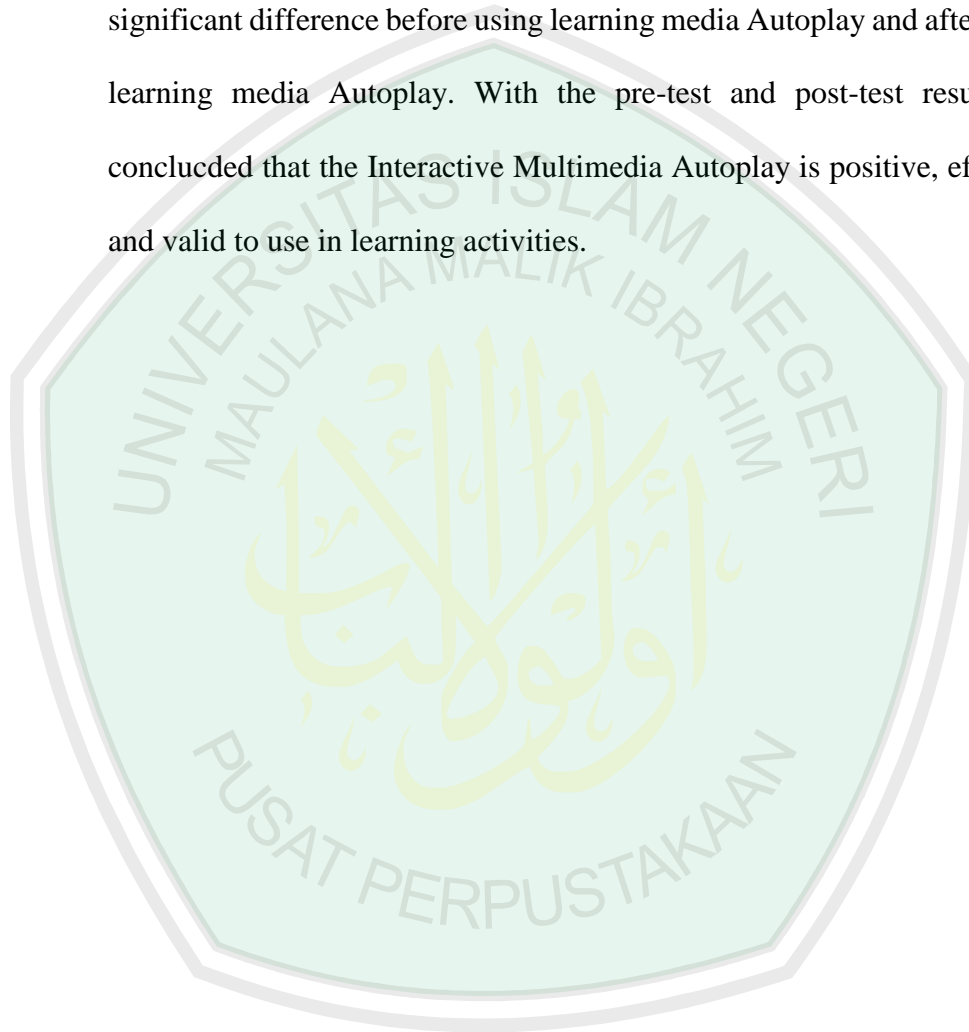 significant difference before using learning media Autoplay and afte
learning media Autoplay. With the pre-test and post-test resu
conclucded that the Interactive Multimedia Autoplay is positive, ef
and valid to use in learning activities.
UNIVERSITAS ISLAM NEGERI
MAULANA MALIK IBRAHIM
أولوا الألباب
PUSAT PERPUSTAKAAN